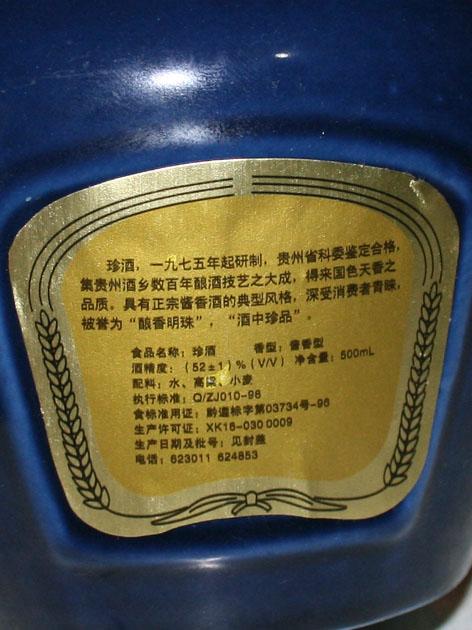 珍酒，一九七五年起研制，贵州省科委鉴定合格，
集贵州酒乡数百年酿酒技艺之大成，得来国色天香之
品质。具有正宗酱香酒的典型风格，深受消费者青睐，
被誉为“酿香明珠”，“酒中珍品”。
食品名称：珍酒 香型：酱香型
酒精度：（52±1）%（V/V） 净含量：500mL
配料：水、高粱、小麦
执行标准：Q/ZJ010-96
食标准用证：黔遵标字第03734号-96
生产许可证：XK16-030 0009
生产日期及批号：见封盖
电话：623011 624853